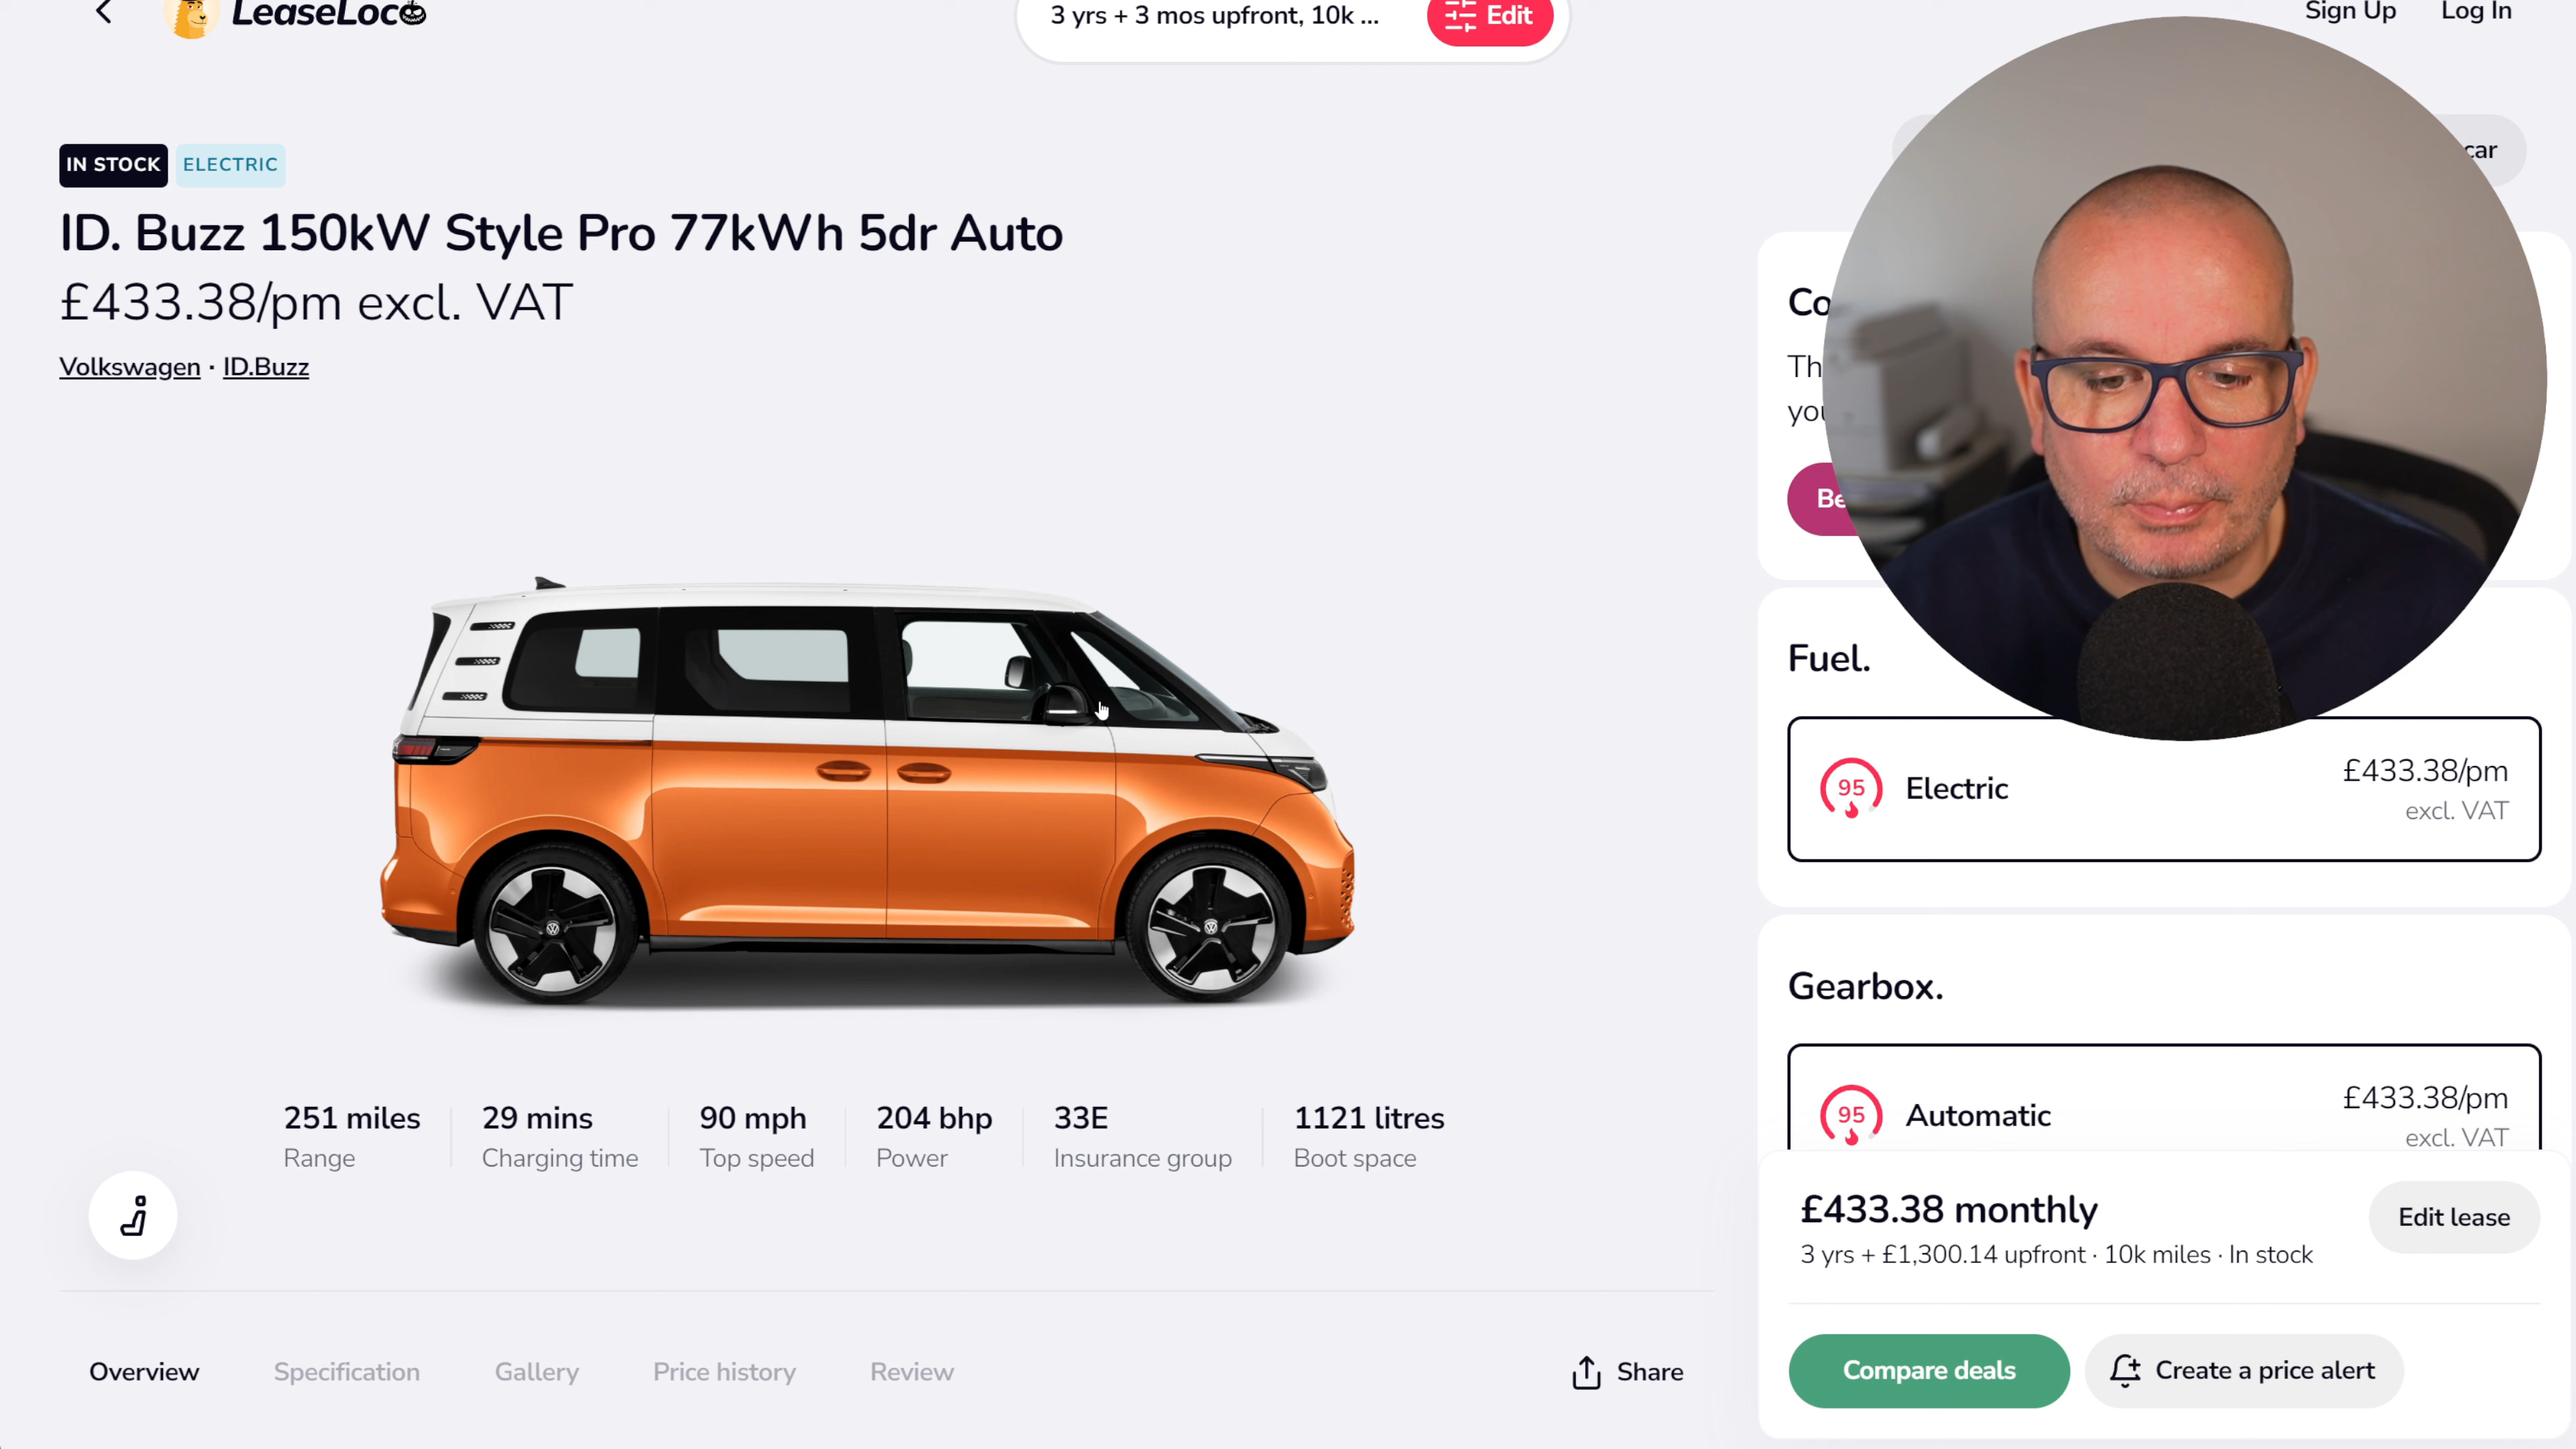 LeaseLoco
3 yrs + 3 mos upfront, 10k ...
Edit
Sign Up
Log In
IN STOCK
ELECTRIC
car
ID. Buzz 150kW Style Pro 77kWh 5dr Auto
£433.38/pm excl. VAT
Volkswagen · ID.Buzz
Fuel.
95
Electric
£433.38/pm
excl. VAT
Gearbox.
95
Automatic
£433.38/pm
excl. VAT
251 miles
Range
29 mins
Charging time
90 mph
Top speed
204 bhp
Power
33E
Insurance group
1121 litres
Boot space
£433.38 monthly
3 yrs + £1,300.14 upfront · 10k miles · In stock
Edit lease
Overview
Specification
Gallery
Price history
Review
Share
Compare deals
Create a price alert